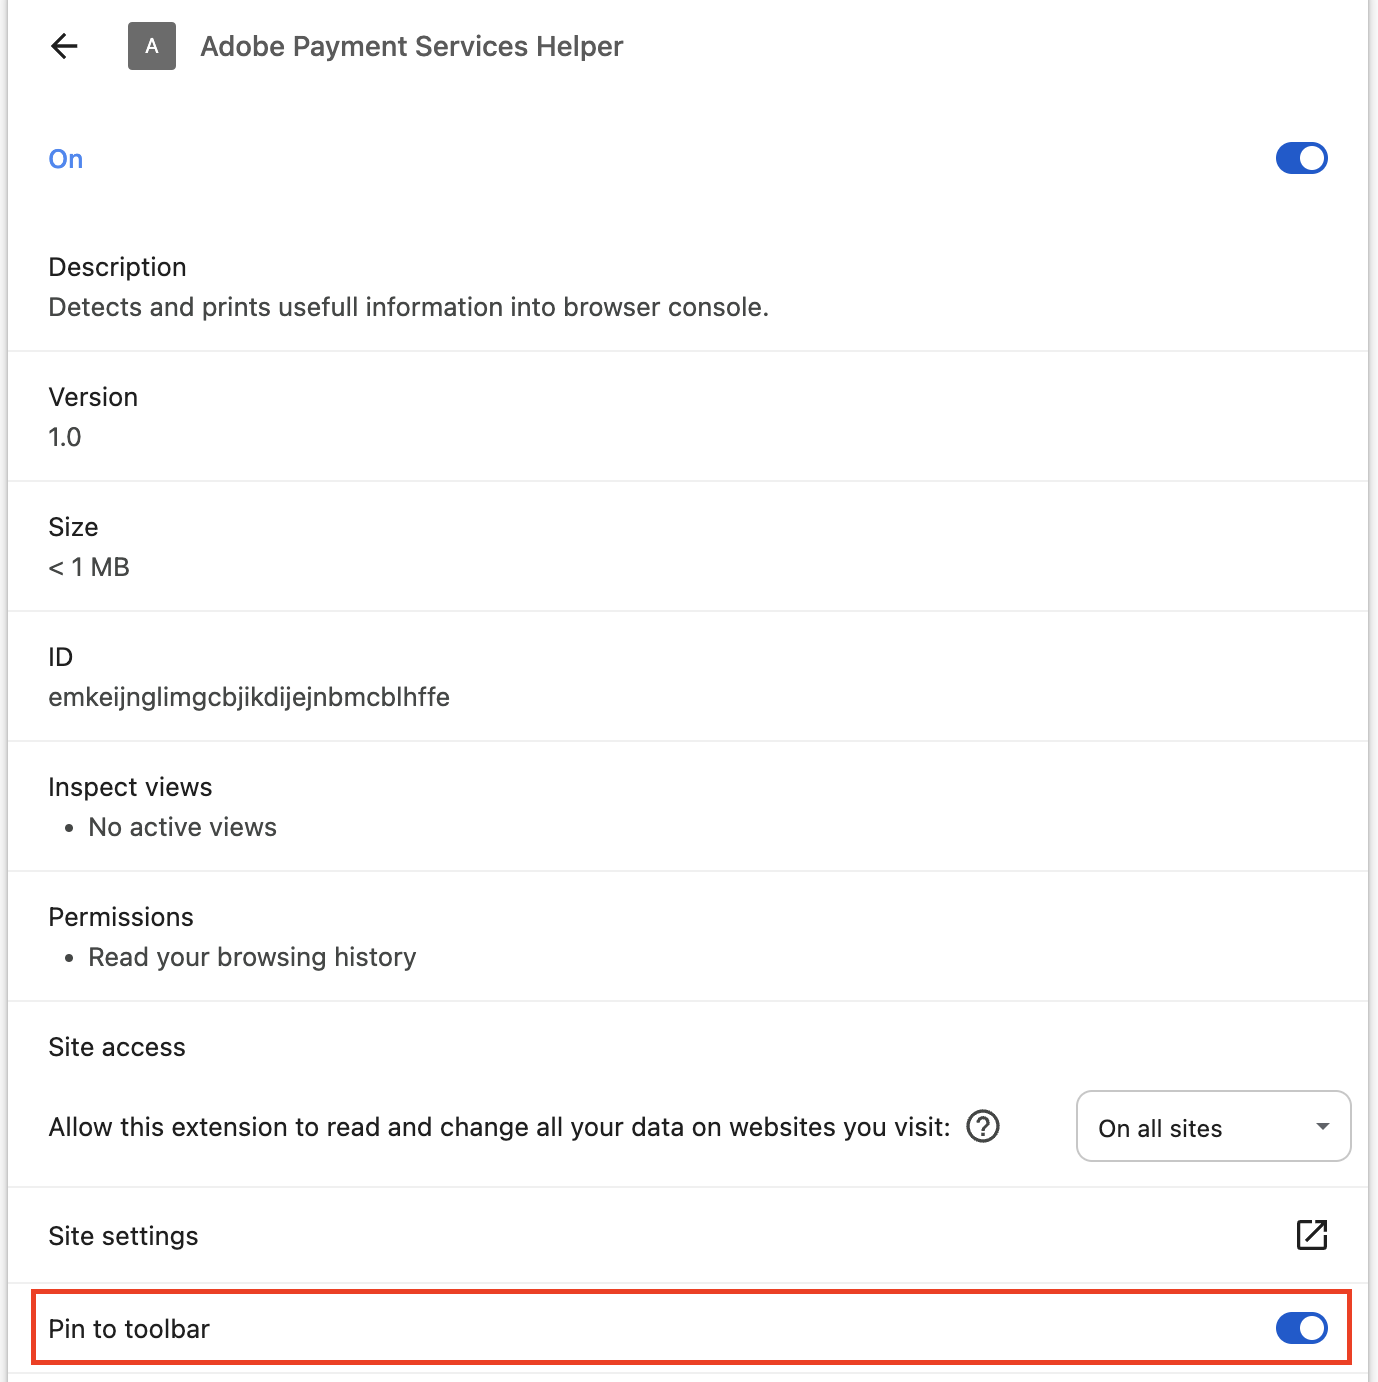 A Adobe Payment Services Helper
On
Description
Detects and prints usefull information into browser console.
Version
1.0
Size
< 1 MB
ID
emkeijnglimgcbjikdijejnbmcblhffe
Inspect views
• No active views
Permissions
• Read your browsing history
Site access
Allow this extension to read and change all your data on websites you visit: ? On all sites
Site settings
Pin to toolbar